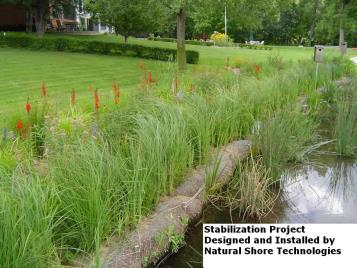 Stabilization Project
Designed and Installed by
Natural Shore Technologies